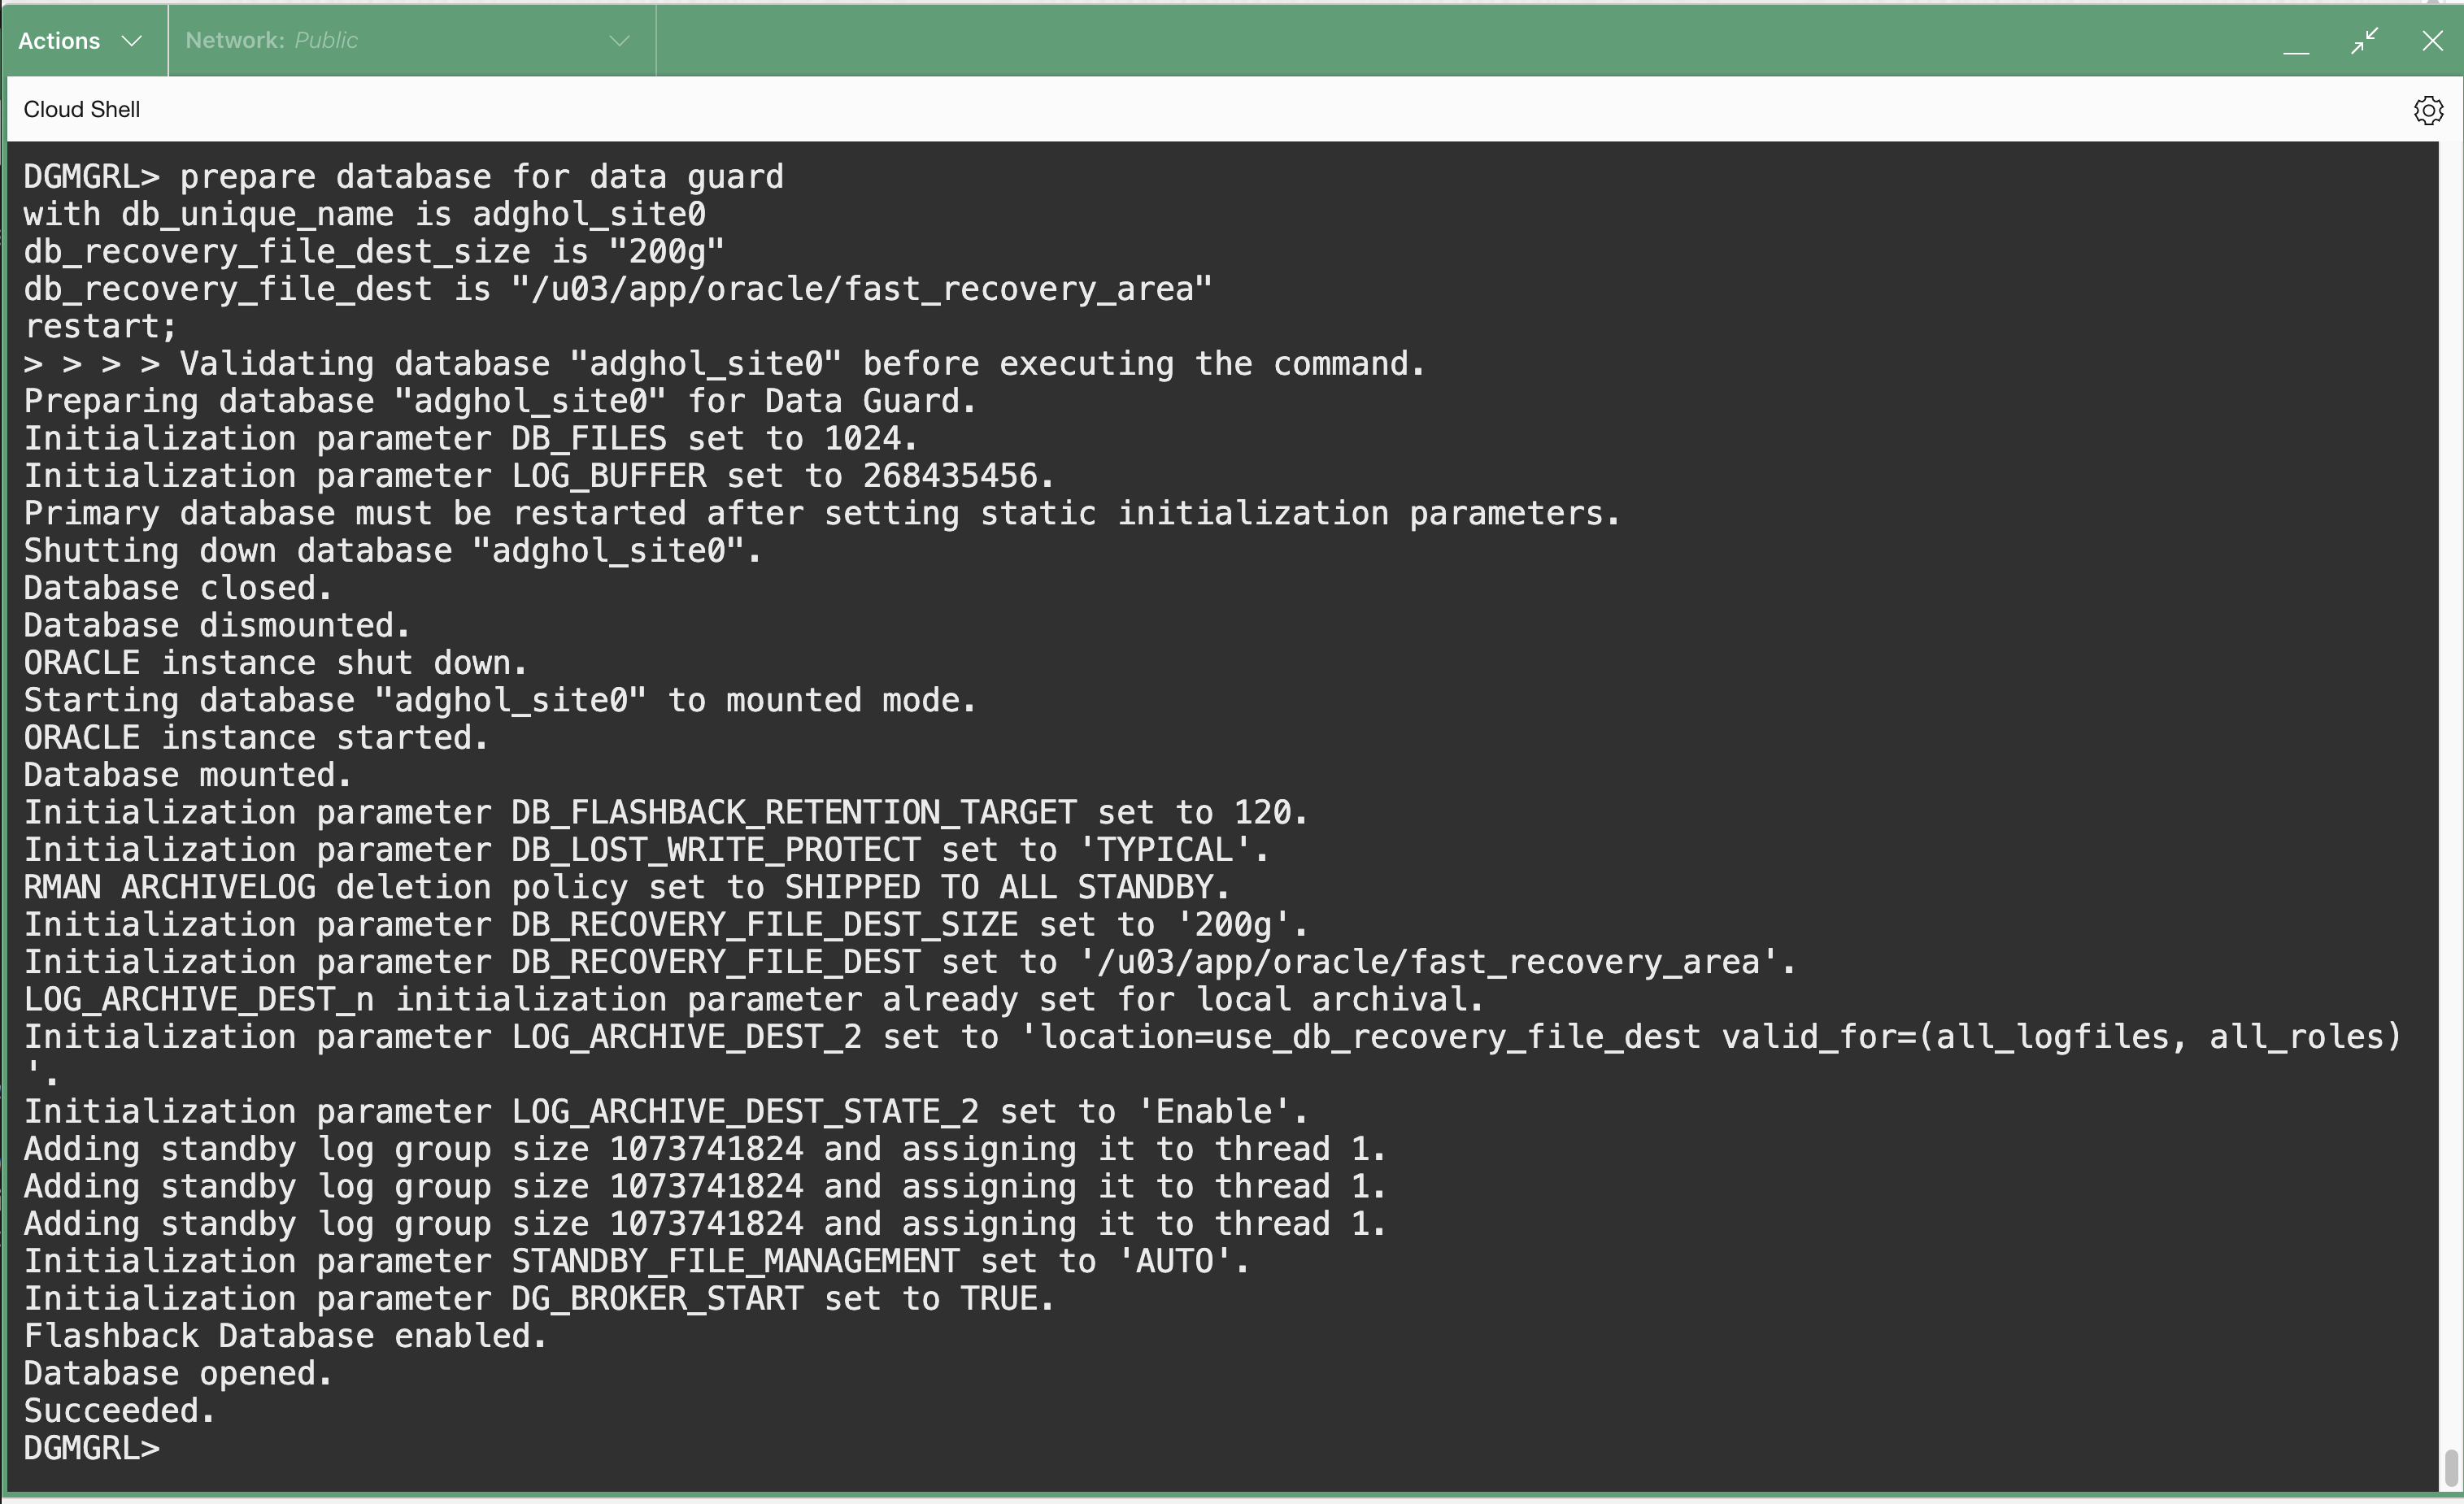 Actions
Network: Public
Cloud Shell
DGMGRL> prepare database for data guard
with db_unique_name is adghol_site0
db_recovery_file_dest_size is "200g"
db_recovery_file_dest is "/u03/app/oracle/fast_recovery_area"
restart;
> > > > Validating database "adghol_site0" before executing the command.
Preparing database "adghol_site0" for Data Guard.
Initialization parameter DB_FILES set to 1024.
Initialization parameter LOG_BUFFER set to 268435456.
Primary database must be restarted after setting static initialization parameters.
Shutting down database "adghol_site0".
Database closed.
Database dismounted.
ORACLE instance shut down.
Starting database "adghol_site0" to mounted mode.
ORACLE instance started.
Database mounted.
Initialization parameter DB_FLASHBACK_RETENTION_TARGET set to 120.
Initialization parameter DB_LOST_WRITE_PROTECT set to 'TYPICAL'.
RMAN ARCHIVELOG deletion policy set to SHIPPED TO ALL STANDBY.
Initialization parameter DB_RECOVERY_FILE_DEST_SIZE set to '200g'.
Initialization parameter DB_RECOVERY_FILE_DEST set to '/u03/app/oracle/fast_recovery_area'.
LOG_ARCHIVE_DEST_n initialization parameter already set for local archival.
Initialization parameter LOG_ARCHIVE_DEST_2 set to 'location=use_db_recovery_file_dest valid_for=(all_logfiles, all_roles)
'.
Initialization parameter LOG_ARCHIVE_DEST_STATE_2 set to 'Enable'.
Adding standby log group size 1073741824 and assigning it to thread 1.
Adding standby log group size 1073741824 and assigning it to thread 1.
Adding standby log group size 1073741824 and assigning it to thread 1.
Initialization parameter STANDBY_FILE_MANAGEMENT set to 'AUTO'.
Initialization parameter DG_BROKER_START set to TRUE.
Flashback Database enabled.
Database opened.
Succeeded.
DGMGRL>